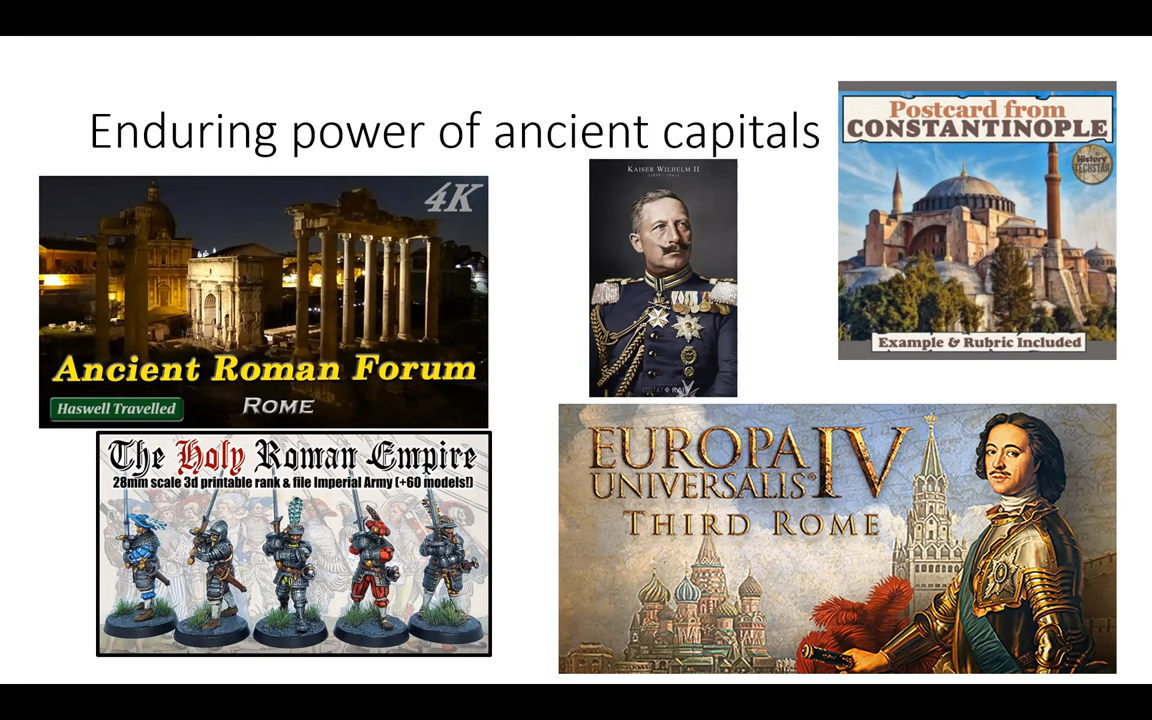 Enduring power of ancient capitals
Postcard from
CONSTANTINOPLE
History
TECHSTAR
Example & Rubric Included
4K
Ancient Roman Forum
Haswell Travelled
ROME
KAISER WILHELM II
The Holy Roman Empire
28mm scale 3d printable rank & file Imperial Army (+60 models!)
EUROPA
UNIVERSALIS IV
THIRD ROME